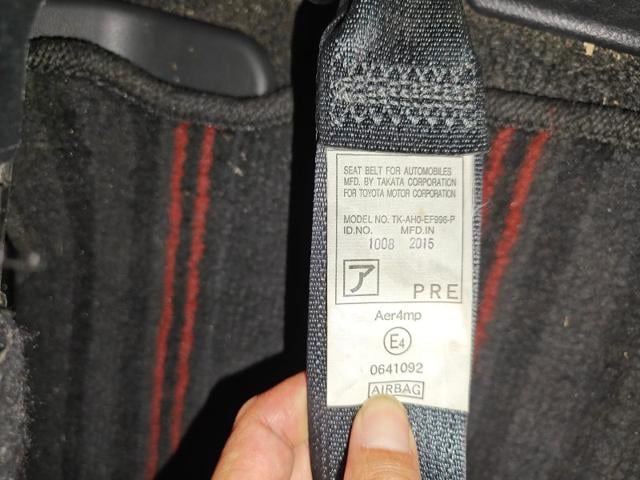 SEAT BELT FOR AUTOMOBILES
MFD. BY TAKATA CORPORATION
FOR TOYOTA MOTOR CORPORATION
MODEL NO. TK-AH0-EF996-P
ID.NO. MFD.IN
1008 2015
ア PRE
Aer4mp
E4
0641092
AIRBAG